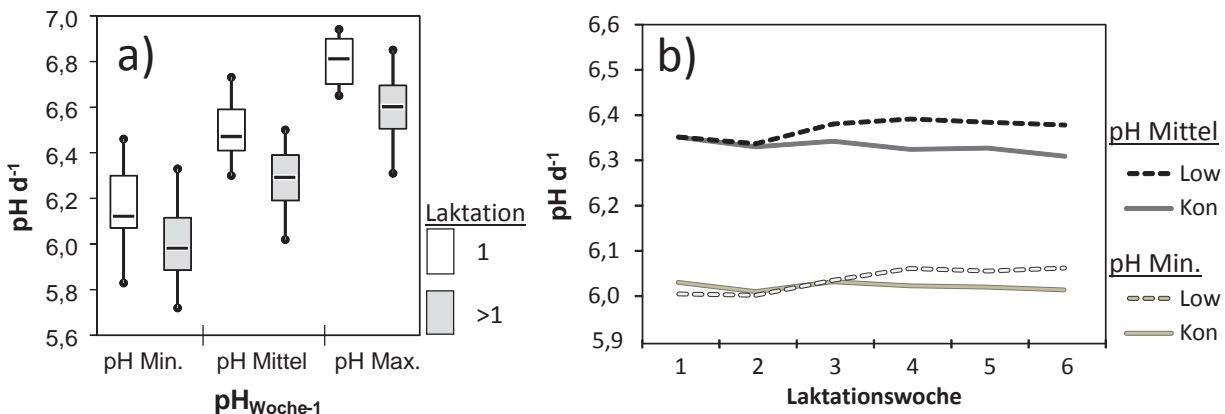 a)
pH d-1
7,0
6,8
6,6
6,4
6,2
6,0
5,8
5,6
pH Min.
pH Mittel
pH Max.
pHWoche-1
Laktation
1
>1
b)
pH d-1
6,6
6,5
6,4
6,3
6,2
6,1
6,0
5,9
1
2
3
4
5
6
Laktationswoche
pH Mittel
Low
Kon
pH Min.
Low
Kon